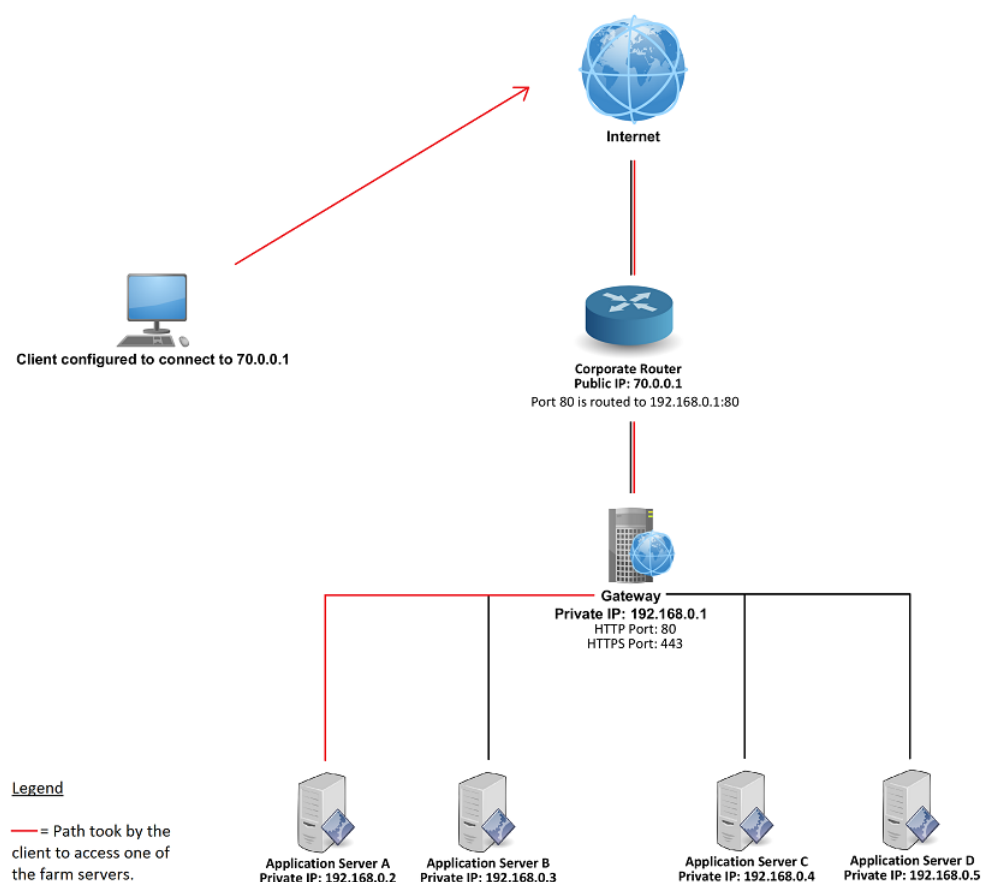 Internet
Client configured to connect to 70.0.0.1
Corporate Router
Public IP: 70.0.0.1
Port 80 is routed to 192.168.0.1:80
Gateway
Private IP: 192.168.0.1
HTTP Port: 80
HTTPS Port: 443
Legend
= Path took by the
client to access one of
the farm servers.
Application Server A
Private IP: 192.168.0.2
Application Server B
Private IP: 192.168.0.3
Application Server C
Private IP: 192.168.0.4
Application Server D
Private IP: 192.168.0.5